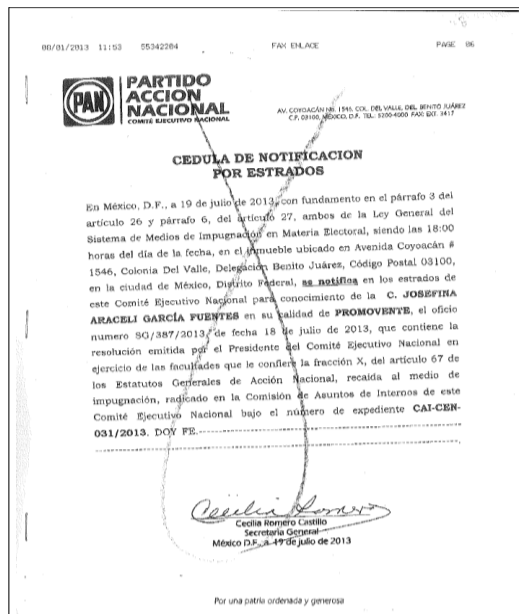 00/01/2013 11:53 55342204 FAX ENLACE PAGE 06
PAN
PARTIDO
ACCION
NACIONAL
COMITÉ EJECUTIVO NACIONAL
AV. COYOACÁN No. 1546, COL. DEL VALLE, DEL. BENITO JUÁREZ
C.P. 03100, MÉXICO, D.F. TEL. 5200-4000 FAX: EXT. 3417
CEDULA DE NOTIFICACION
POR ESTRADOS
En México, D.F., a 19 de julio de 2013, con fundamento en el párrafo 3 del
artículo 26 y párrafo 6, del artículo 27, ambos de la Ley General del
Sistema de Medios de Impugnación en Materia Electoral, siendo las 18:00
horas del día de la fecha, en el inmueble ubicado en Avenida Coyoacán #
1546, Colonia Del Valle, Delegación Benito Juárez, Código Postal 03100,
en la ciudad de México, Distrito Federal, se notifica en los estrados de
este Comité Ejecutivo Nacional para conocimiento de la C. JOSEFINA
ARACELI GARCÍA FUENTES en su calidad de PROMOVENTE, el oficio
numero SG/387/2013, de fecha 18 de julio de 2013, que contiene la
resolución emitida por el Presidente del Comité Ejecutivo Nacional en
ejercicio de las facultades que le confiere la fracción X, del artículo 67 de
los Estatutos Generales de Acción Nacional, recaída al medio de
impugnación, radicado en la Comisión de Asuntos de Internos de este
Comité Ejecutivo Nacional bajo el número de expediente CAI-CEN-
031/2013. DOY FE.
Cecilia Romero
Cecilia Romero Castillo
Secretaria General
México D.F., a 19 de julio de 2013
Por una patria ordenada y generosa